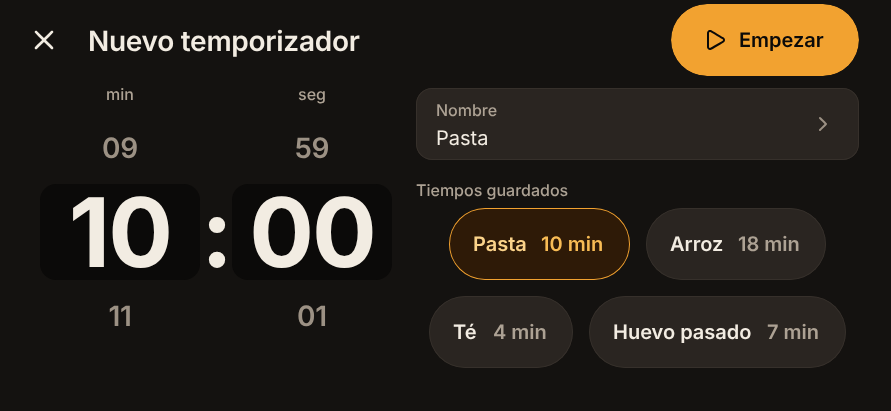 Nuevo temporizador
Empezar
min
seg
09
59
10 : 00
11
01
Nombre
Pasta
Tiempos guardados
Pasta 10 min
Arroz 18 min
Té 4 min
Huevo pasado 7 min